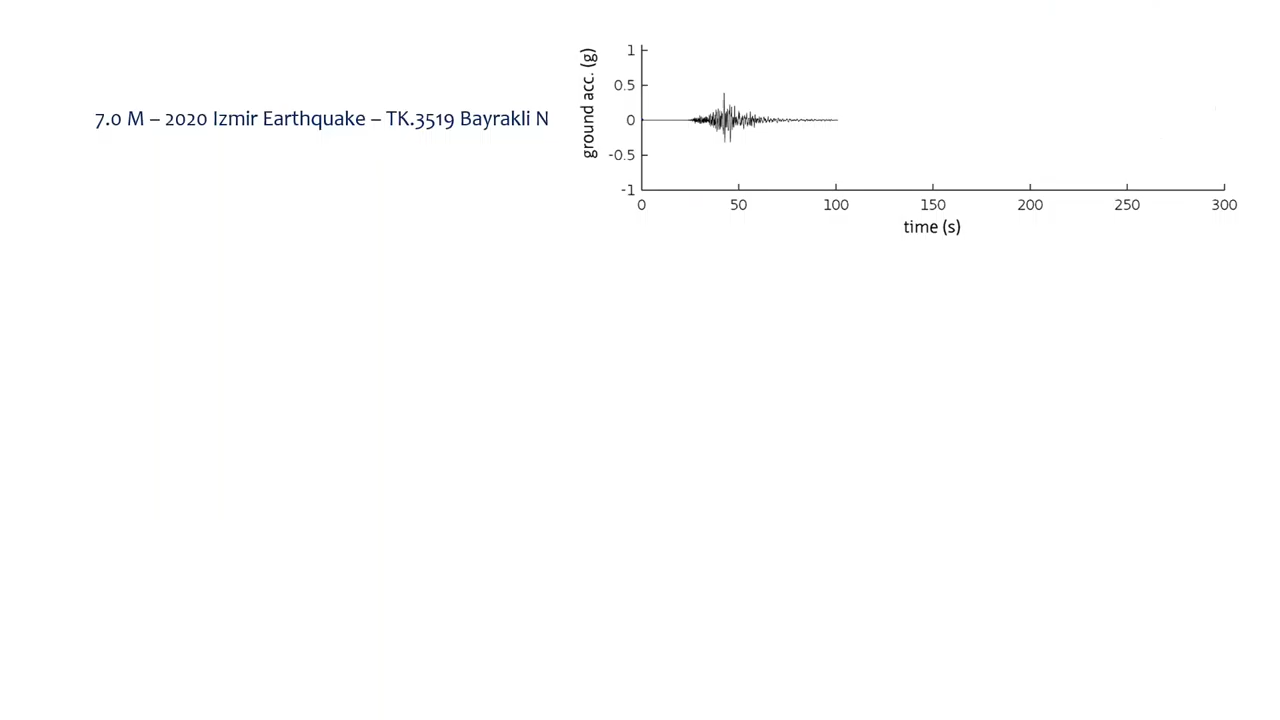 7.0 M – 2020 Izmir Earthquake – TK.3519 Bayrakli N
ground acc. (g)
1
0.5
0
-0.5
-1
0 50 100 150 200 250 300
time (s)